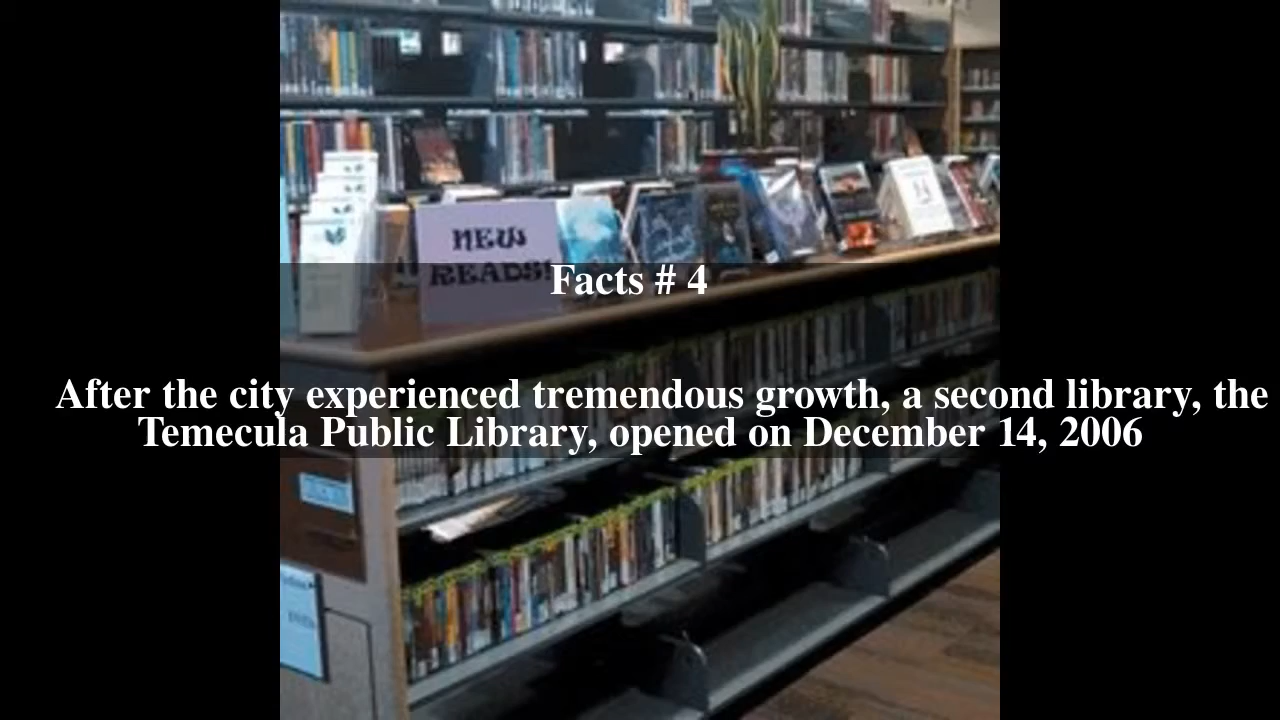 NEW
READS!
Facts # 4
After the city experienced tremendous growth, a second library, the
Temecula Public Library, opened on December 14, 2006